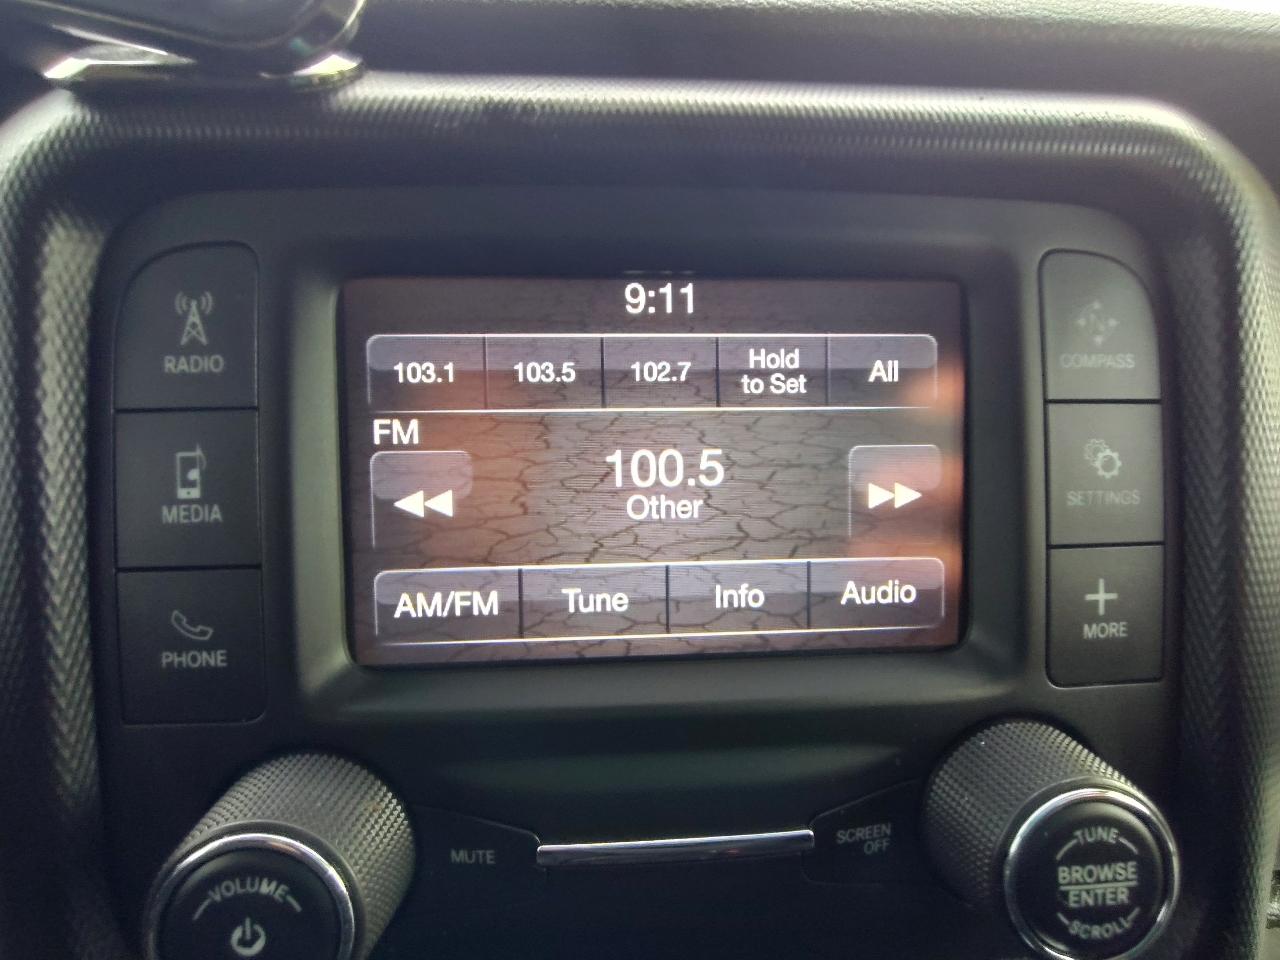 9:11
103.1
103.5
102.7
Hold
to Set
All
FM
100.5
Other
AM/FM
Tune
Info
Audio
RADIO
MEDIA
PHONE
COMPASS
SETTINGS
MORE
MUTE
SCREEN
OFF
VOLUME
TUNE
BROWSE
ENTER
SCROLL